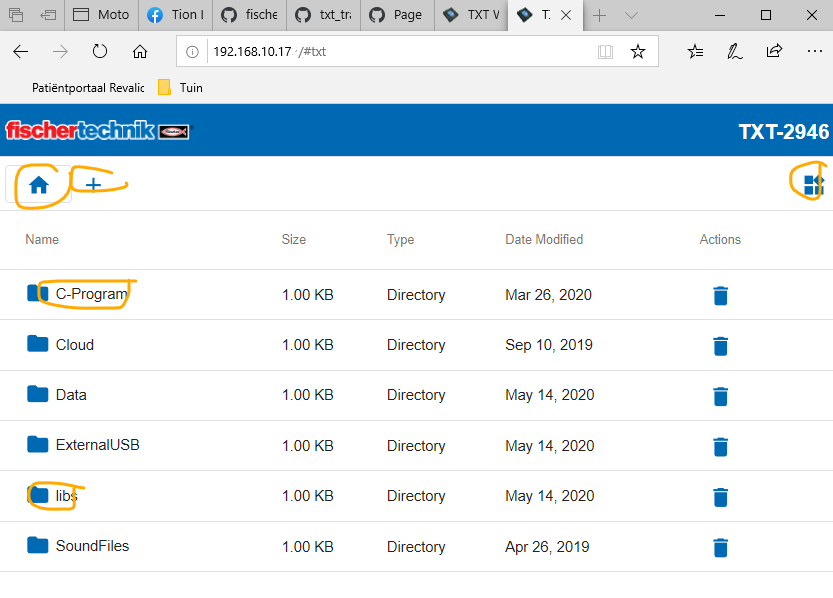 Moto
Tion I
fische
txt_tra
Page
TXT W
T.
192.168.10.17 /#txt
Patiëntportaal Revalic
Tuin
fischertechnik
TXT-2946
Name Size Type Date Modified Actions
C-Program 1.00 KB Directory Mar 26, 2020
Cloud 1.00 KB Directory Sep 10, 2019
Data 1.00 KB Directory May 14, 2020
ExternalUSB 1.00 KB Directory May 14, 2020
libs 1.00 KB Directory May 14, 2020
SoundFiles 1.00 KB Directory Apr 26, 2019